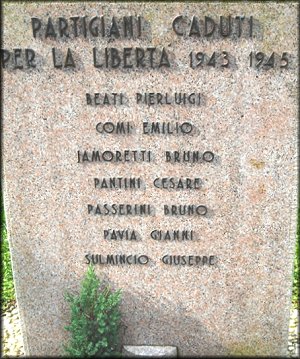 PARTIGIANI CADUTI
PER LA LIBERTÀ 1943 1945
BEATI PIERLUIGI
COMI EMILIO
JAMORETTI BRUNO
PANTINI CESARE
PASSERINI BRUNO
PAVIA GIANNI
SULMINCIO GIUSEPPE